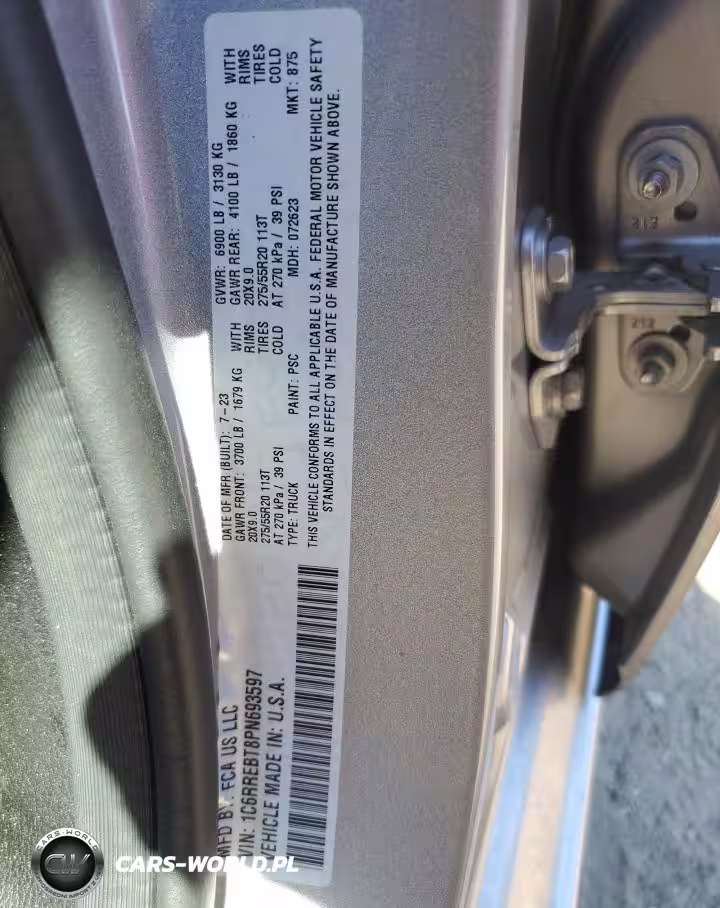 MFD BY: FCA US LLC
VIN: 1C6RREBT8PN693597
VEHICLE MADE IN: U.S.A.
DATE OF MFR (BUILT): 7-23
GAWR FRONT: 3700 LB / 1679 KG WITH
20X9.0 RIMS
275/55R20 113T TIRES
AT 270 kPa / 39 PSI COLD
TYPE: TRUCK PAINT: PSC
GVWR: 6900 LB / 3130 KG
GAWR REAR: 4100 LB / 1860 KG WITH
20X9.0 RIMS
275/55R20 113T TIRES
AT 270 kPa / 39 PSI COLD
MDH: 072623 MKT: 875
THIS VEHICLE CONFORMS TO ALL APPLICABLE U.S.A. FEDERAL MOTOR VEHICLE SAFETY
STANDARDS IN EFFECT ON THE DATE OF MANUFACTURE SHOWN ABOVE.
212
CARS-WORLD
CW
CARS-WORLD.PL